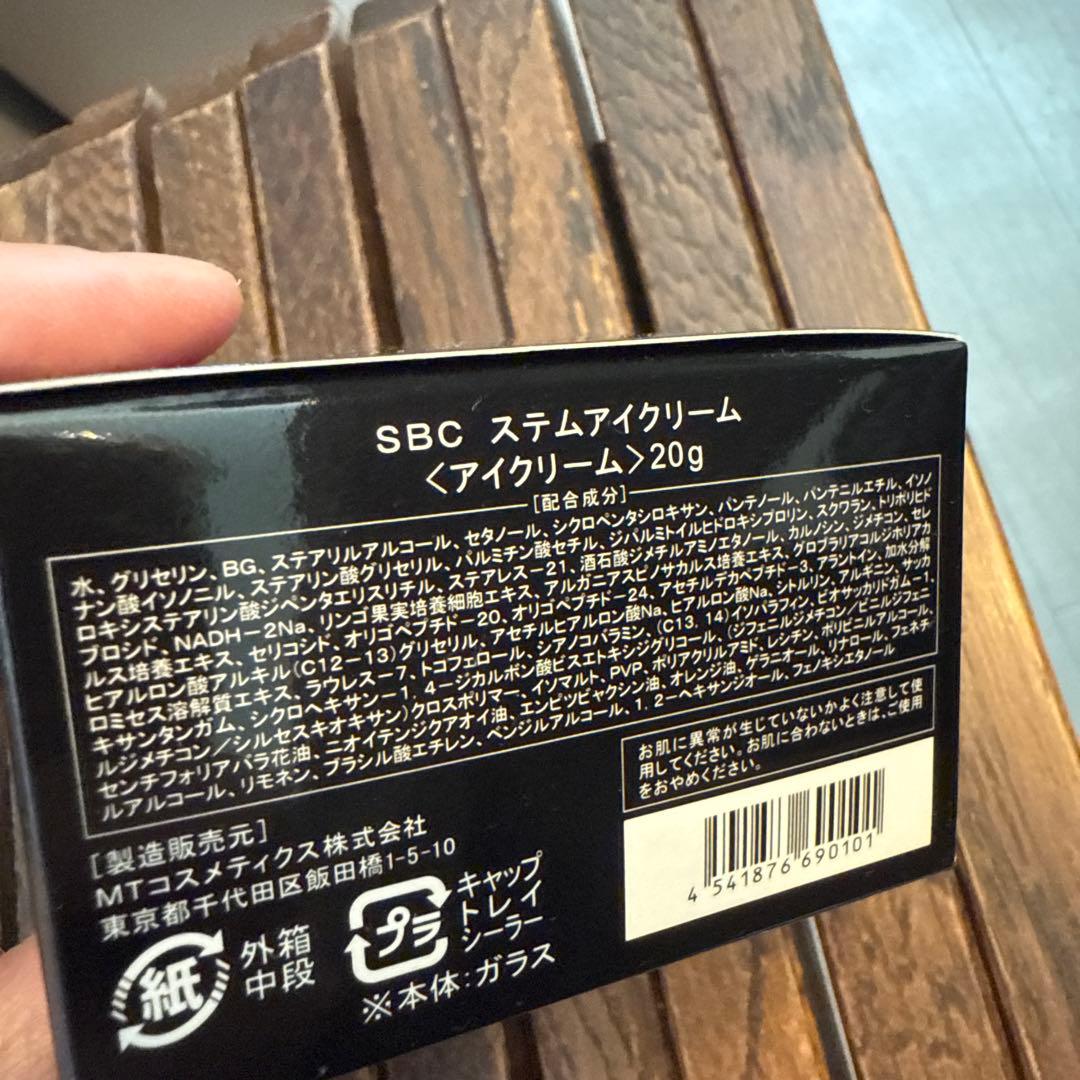 SBC ステムアイクリーム
〈アイクリーム〉20g
[配合成分]
水、グリセリン、BG、ステアリルアルコール、セタノール、シクロペンタシロキサン、パンテノール、パンテニルエチル、イソノ
ナン酸イソノニル、ステアリン酸グリセリル、パルミチン酸セチル、ジパルミトイルヒドロキシプロリン、スクワラン、トリポリヒド
ロキシステアリン酸ジペンタエリスリチル、ステアレス-21、酒石酸ジメチルアミノエタノール、カルノシン、ジメチコン、セレ
ブロシド、NADH-2Na、リンゴ果実培養細胞エキス、アルガニアスピノサカルス培養エキス、グロブラリアコルジホリアカ
ルス培養エキス、セリコシド、オリゴペプチド-20、オリゴペプチド-24、アセチルデカペプチド-3、アラントイン、加水分解
ヒアルロン酸アルキル(C12-13)グリセリル、アセチルヒアルロン酸Na、ヒアルロン酸Na、シトルリン、アルギニン、サッカ
ロミセス溶解質エキス、ラウレス-7、トコフェロール、シアノコバラミン、(C13,14)イソパラフィン、ビオサッカリドガム-1、
キサンタンガム、シクロヘキサン-1,4-ジカルボン酸ビスエトキシジグリコール、(ジフェニルジメチコン/ビニルジフェニ
ルジメチコン/シルセスキオキサン)クロスポリマー、イソマルト、PVP、ポリアクリルアミド、レシチン、ポリビニルアルコール、
センチフォリアバラ花油、ニオイテンジクアオイ油、エンピツビャクシン油、オレンジ油、ゲラニオール、リナロール、フェネチ
ルアルコール、リモネン、ブラシル酸エチレン、ベンジルアルコール、1,2-ヘキサンジオール、フェノキシエタノール
お肌に異常が生じていないかよく注意して使
用してください。お肌に合わないときは、ご使用
をおやめください。
[製造販売元]
MTコスメティクス株式会社
東京都千代田区飯田橋1-5-10
紙
外箱
中段
プラ
キャップ
トレイ
シーラー
※本体:ガラス
4 541876 690101